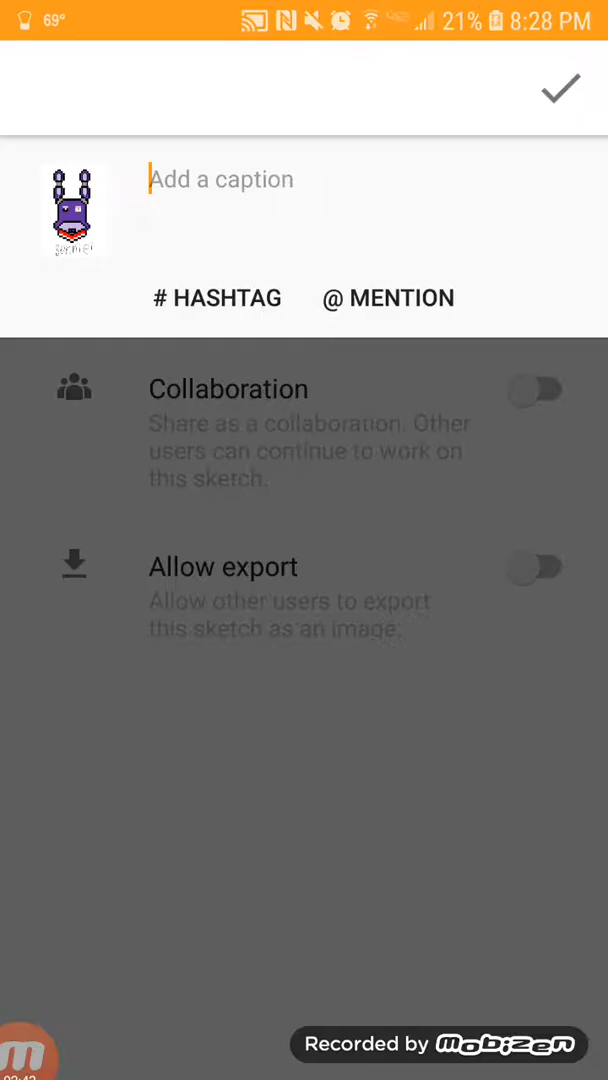 69° 21% 8:28 PM
Add a caption
# HASHTAG @ MENTION
Collaboration
Share as a collaboration. Other
users can continue to work on
this sketch.
Allow export
Allow other users to export
this sketch as an image.
Recorded by mobizen